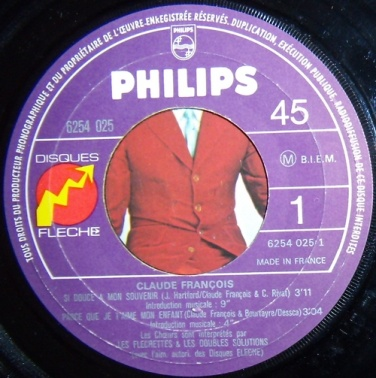 TOUS DROITS DU PRODUCTEUR PHONOGRAPHIQUE ET DU PROPRIÉTAIRE DE L'ŒUVRE ENREGISTRÉE RÉSERVÉS. DUPLICATION, EXÉCUTION PUBLIQUE, RADIODIFFUSION DE CE DISQUE INTERDITES
PHILIPS
PHILIPS
6254 025
45
DISQUES
FLECHE
M B.I.E.M.
1
6254 025·1
MADE IN FRANCE
CLAUDE FRANÇOIS
SI DOUCE A MON SOUVENIR (J. Hartford/Claude François & C. Rivat) 3'11
Introduction musicale : 9"
PARCE QUE JE T'AIME MON ENFANT (Claude François & Bourtayre/Dessca) 3'04
Introduction musicale : 4"
Les Chœurs sont interprétés par
LES FLECHETTES & LES DOUBLES SOLUTIONS
(avec l'aim. autori. des Disques FLECHE)